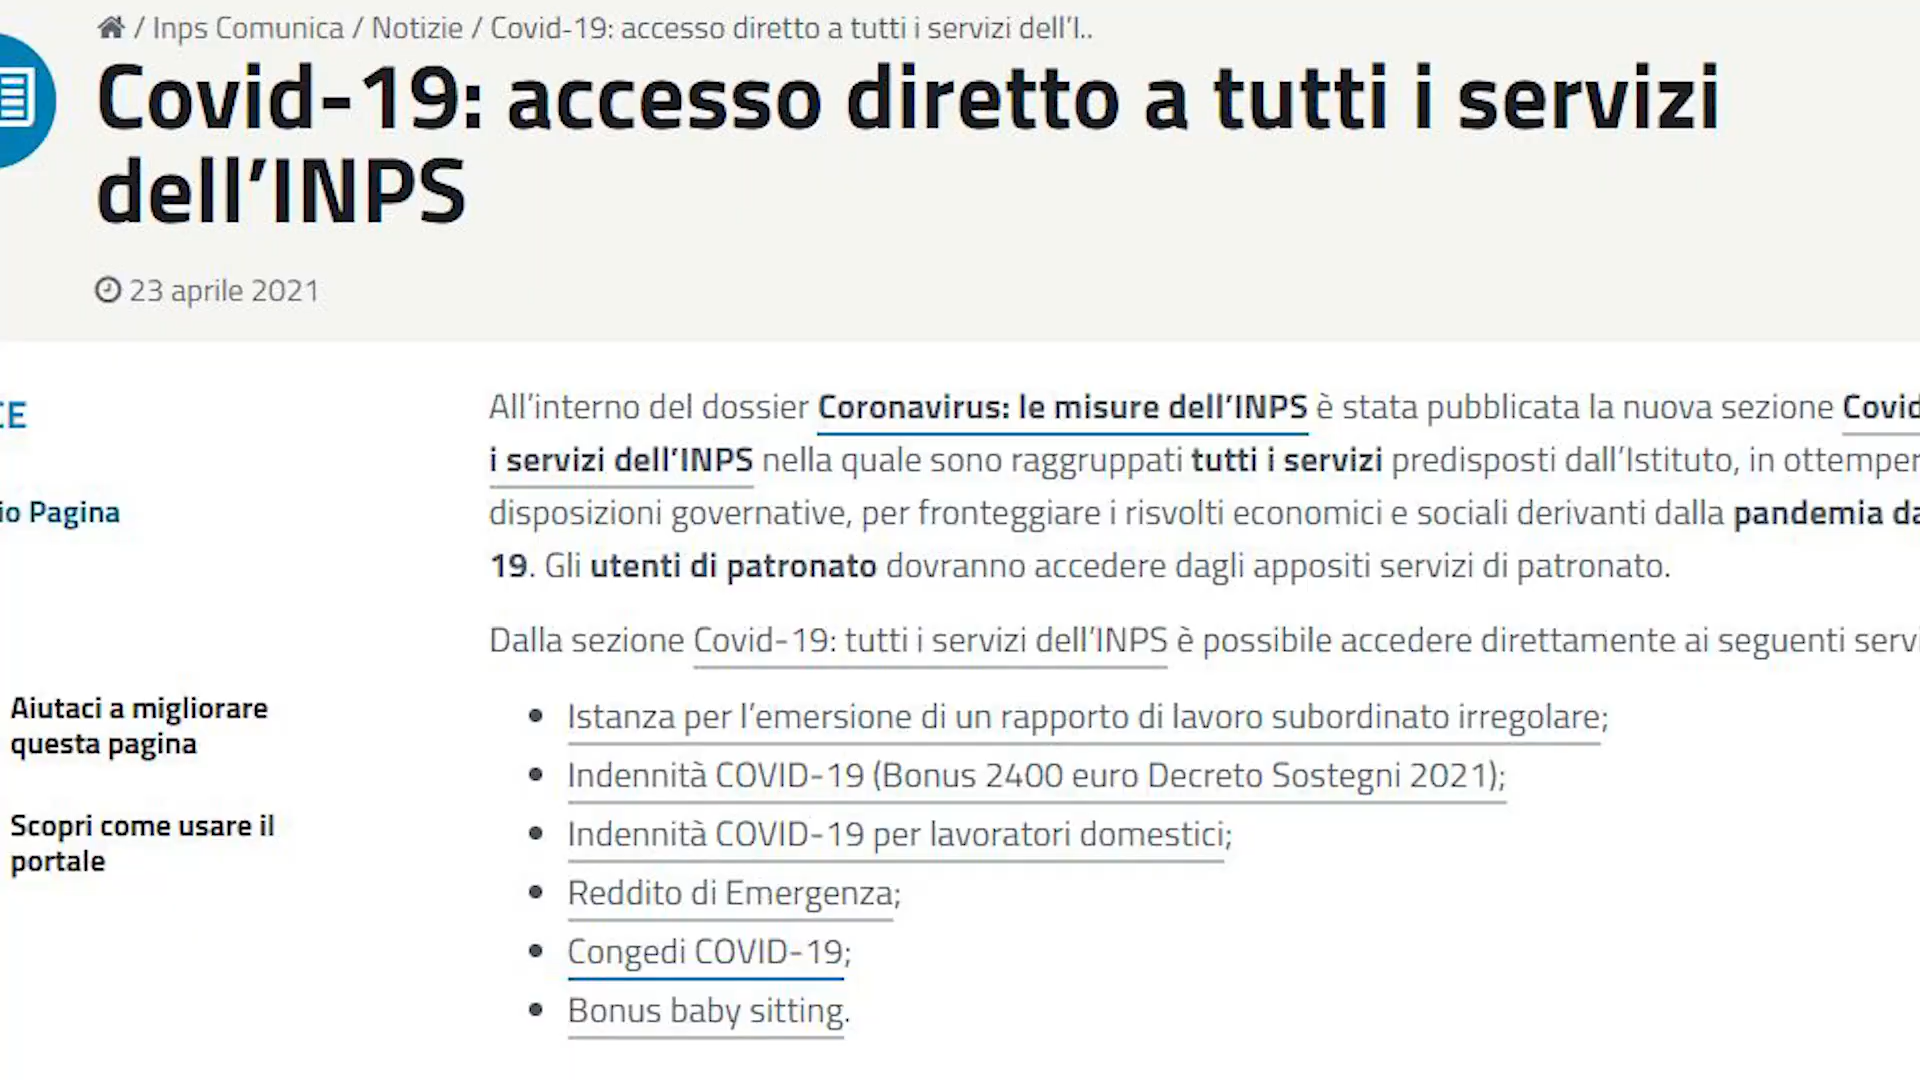 / Inps Comunica / Notizie / Covid-19: accesso diretto a tutti i servizi dell'I..
Covid-19: accesso diretto a tutti i servizi
dell'INPS
23 aprile 2021
All'interno del dossier Coronavirus: le misure dell'INPS è stata pubblicata la nuova sezione Covid
i servizi dell'INPS nella quale sono raggruppati tutti i servizi predisposti dall'Istituto, in
disposizioni governative, per fronteggiare i risvolti economici e sociali derivanti dalla pandemia
19. Gli utenti di patronato dovranno accedere dagli appositi servizi di patronato.
Dalla sezione Covid-19: tutti i servizi dell'INPS è possibile accedere direttamente ai seguenti
• Istanza per l'emersione di un rapporto di lavoro subordinato irregolare;
• Indennità COVID-19 (Bonus 2400 euro Decreto Sostegni 2021);
• Indennità COVID-19 per lavoratori domestici;
• Reddito di Emergenza;
• Congedi COVID-19;
• Bonus baby sitting.
Pagina
Aiutaci a migliorare
questa pagina
Scopri come usare il
portale